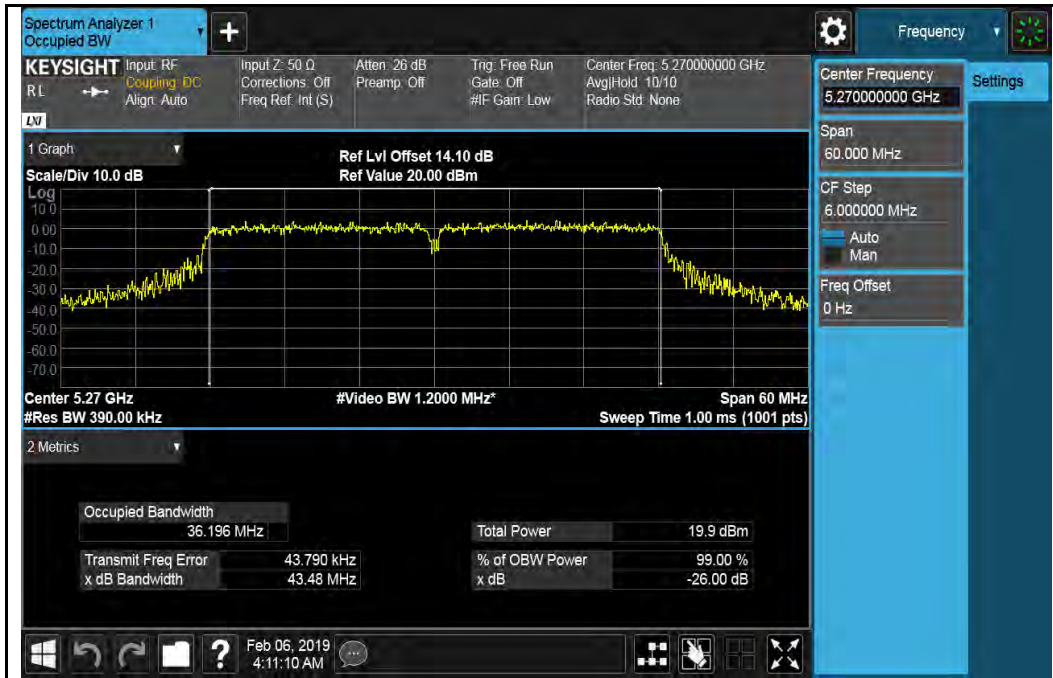 Spectrum Analyzer 1
Occupied BW
+
Frequency
KEYSIGHT
RL
LXI
Input: RF
Coupling: DC
Align: Auto
Input Z: 50 Ω
Corrections: Off
Freq Ref: Int (S)
Atten: 26 dB
Preamp: Off
Trig: Free Run
Gate: Off
#IF Gain: Low
Center Freq: 5.270000000 GHz
Avg|Hold: 10/10
Radio Std: None
Center Frequency
5.270000000 GHz
Settings
Span
60.000 MHz
CF Step
6.000000 MHz
Auto
Man
Freq Offset
0 Hz
1 Graph
Scale/Div 10.0 dB
Ref Lvl Offset 14.10 dB
Ref Value 20.00 dBm
Log
10.0
0.00
-10.0
-20.0
-30.0
-40.0
-50.0
-60.0
-70.0
Center 5.27 GHz
#Video BW 1.2000 MHz*
Span 60 MHz
#Res BW 390.00 kHz
Sweep Time 1.00 ms (1001 pts)
2 Metrics
Occupied Bandwidth
36.196 MHz
Total Power 19.9 dBm
Transmit Freq Error 43.790 kHz
% of OBW Power 99.00 %
x dB Bandwidth 43.48 MHz
x dB -26.00 dB
?
Feb 06, 2019
4:11:10 AM